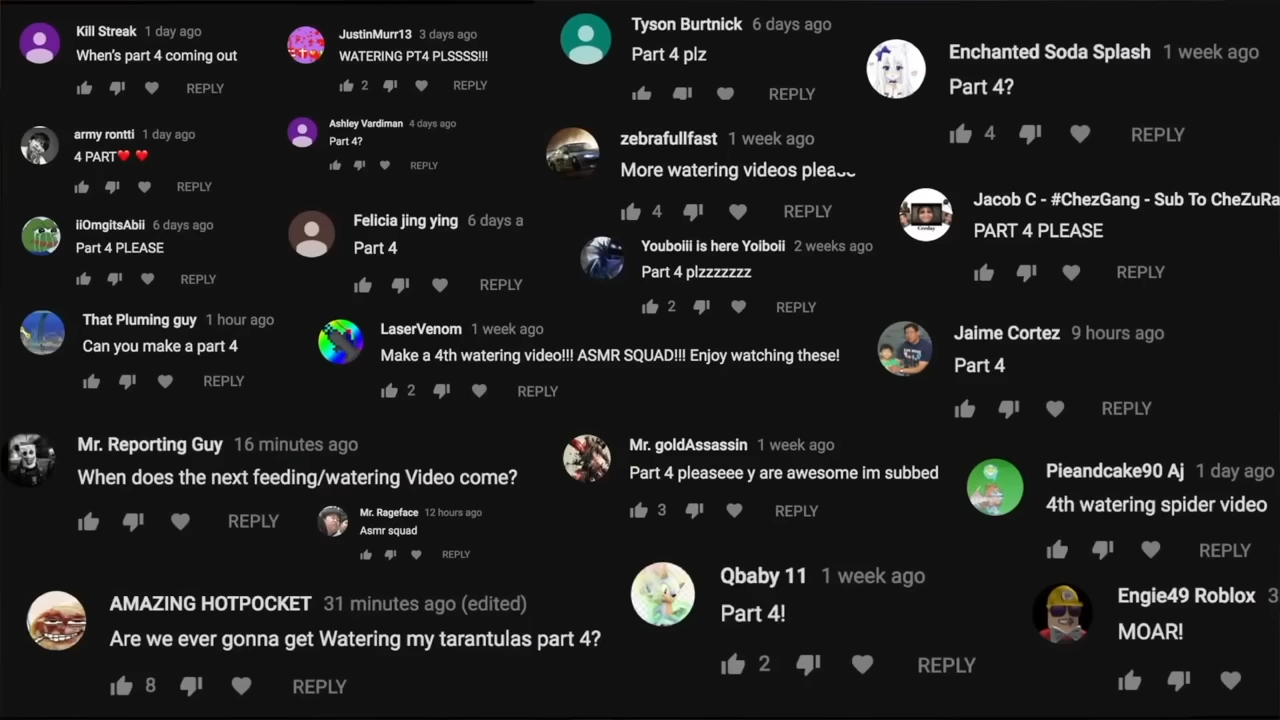 Kill Streak 1 day ago
When's part 4 coming out
REPLY
JustinMurr13 3 days ago
WATERING PT4 PLSSSS!!!
2 REPLY
Tyson Burtnick 6 days ago
Part 4 plz
REPLY
Enchanted Soda Splash 1 week ago
Part 4?
4 REPLY
army rontti 1 day ago
4 PART❤️ ❤️
REPLY
Ashley Vardiman 4 days ago
Part 4?
REPLY
zebrafullfast 1 week ago
More watering videos please
4 REPLY
Jacob C - #ChezGang - Sub To CheZuRa
PART 4 PLEASE
REPLY
iiOmgitsAbii 6 days ago
Part 4 PLEASE
REPLY
Felicia jing ying 6 days a
Part 4
REPLY
Youboiii is here Yoiboii 2 weeks ago
Part 4 plzzzzzzz
2 REPLY
That Pluming guy 1 hour ago
Can you make a part 4
REPLY
LaserVenom 1 week ago
Make a 4th watering video!!! ASMR SQUAD!!! Enjoy watching these!
2 REPLY
Jaime Cortez 9 hours ago
Part 4
REPLY
Mr. Reporting Guy 16 minutes ago
When does the next feeding/watering Video come?
REPLY
Mr. Rageface 12 hours ago
Asmr squad
REPLY
Mr. goldAssassin 1 week ago
Part 4 pleaseee y are awesome im subbed
3 REPLY
Pieandcake90 Aj 1 day ago
4th watering spider video
REPLY
AMAZING HOTPOCKET 31 minutes ago (edited)
Are we ever gonna get Watering my tarantulas part 4?
8 REPLY
Qbaby 11 1 week ago
Part 4!
2 REPLY
Engie49 Roblox 3
MOAR!